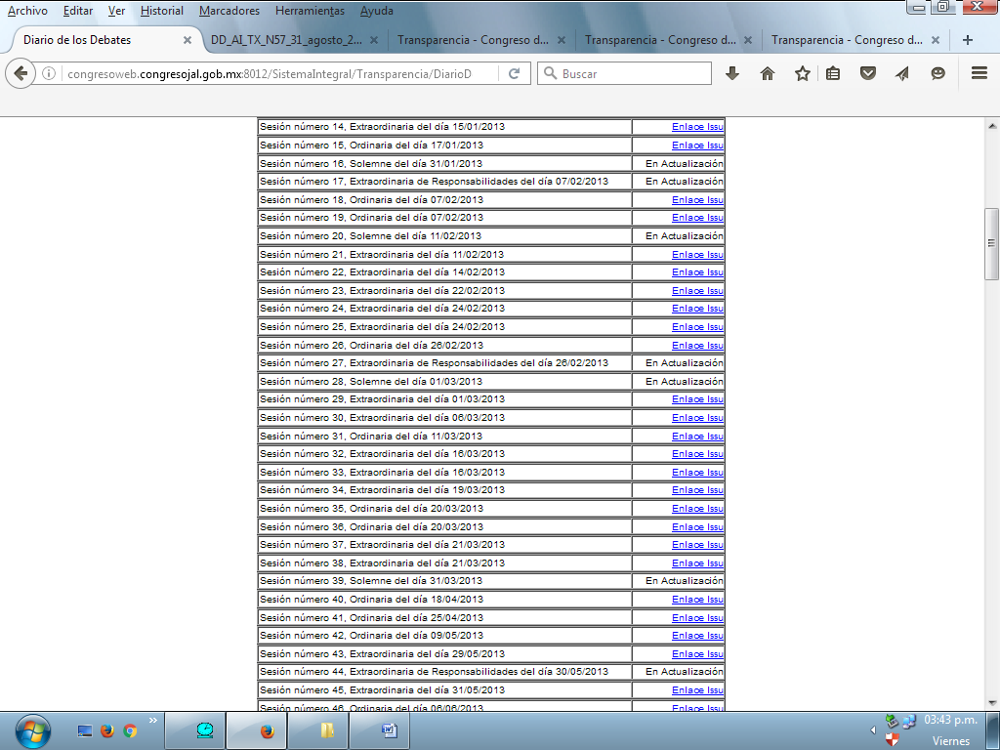 Archivo Editar Ver Historial Marcadores Herramientas Ayuda
Diario de los Debates × DD_AI_TX_N57_31_agosto_2... × Transparencia - Congreso d... × Transparencia - Congreso d... × Transparencia - Congreso d... × +
congresoweb.congresojal.gob.mx:8012/SistemaIntegral/Transparencia/DiarioD Buscar
Sesión número 14, Extraordinaria del día 15/01/2013 Enlace Issu
Sesión número 15, Ordinaria del día 17/01/2013 Enlace Issu
Sesión número 16, Solemne del día 31/01/2013 En Actualización
Sesión número 17, Extraordinaria de Responsabilidades del día 07/02/2013 En Actualización
Sesión número 18, Ordinaria del día 07/02/2013 Enlace Issu
Sesión número 19, Ordinaria del día 07/02/2013 Enlace Issu
Sesión número 20, Solemne del día 11/02/2013 En Actualización
Sesión número 21, Extraordinaria del día 11/02/2013 Enlace Issu
Sesión número 22, Extraordinaria del día 14/02/2013 Enlace Issu
Sesión número 23, Extraordinaria del día 22/02/2013 Enlace Issu
Sesión número 24, Extraordinaria del día 24/02/2013 Enlace Issu
Sesión número 25, Extraordinaria del día 24/02/2013 Enlace Issu
Sesión número 26, Ordinaria del día 26/02/2013 Enlace Issu
Sesión número 27, Extraordinaria de Responsabilidades del día 26/02/2013 En Actualización
Sesión número 28, Solemne del día 01/03/2013 En Actualización
Sesión número 29, Extraordinaria del día 01/03/2013 Enlace Issu
Sesión número 30, Extraordinaria del día 06/03/2013 Enlace Issu
Sesión número 31, Ordinaria del día 11/03/2013 Enlace Issu
Sesión número 32, Extraordinaria del día 16/03/2013 Enlace Issu
Sesión número 33, Extraordinaria del día 16/03/2013 Enlace Issu
Sesión número 34, Extraordinaria del día 19/03/2013 Enlace Issu
Sesión número 35, Ordinaria del día 20/03/2013 Enlace Issu
Sesión número 36, Ordinaria del día 20/03/2013 Enlace Issu
Sesión número 37, Extraordinaria del día 21/03/2013 Enlace Issu
Sesión número 38, Extraordinaria del día 21/03/2013 Enlace Issu
Sesión número 39, Solemne del día 31/03/2013 En Actualización
Sesión número 40, Ordinaria del día 18/04/2013 Enlace Issu
Sesión número 41, Ordinaria del día 25/04/2013 Enlace Issu
Sesión número 42, Ordinaria del día 09/05/2013 Enlace Issu
Sesión número 43, Extraordinaria del día 29/05/2013 Enlace Issu
Sesión número 44, Extraordinaria de Responsabilidades del día 30/05/2013 En Actualización
Sesión número 45, Extraordinaria del día 31/05/2013 Enlace Issu
Sesión número 46, Ordinaria del día 06/06/2013 Enlace Issu
03:43 p.m.
Viernes